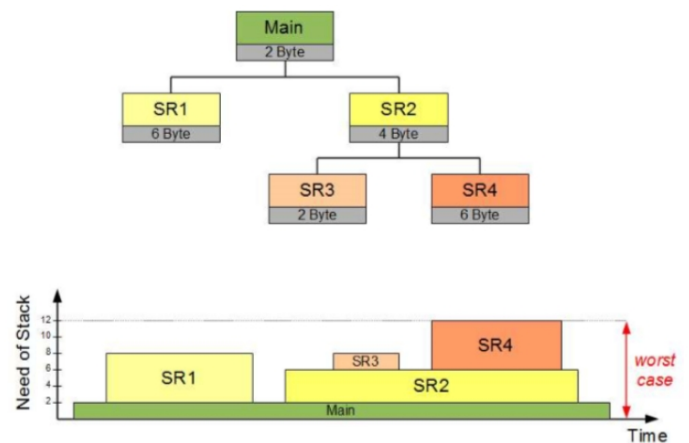 Main
2 Byte
SR1
6 Byte
SR2
4 Byte
SR3
2 Byte
SR4
6 Byte
Need of Stack
12
10
8
6
4
2
SR1
SR3
SR4
SR2
Main
worst
case
Time